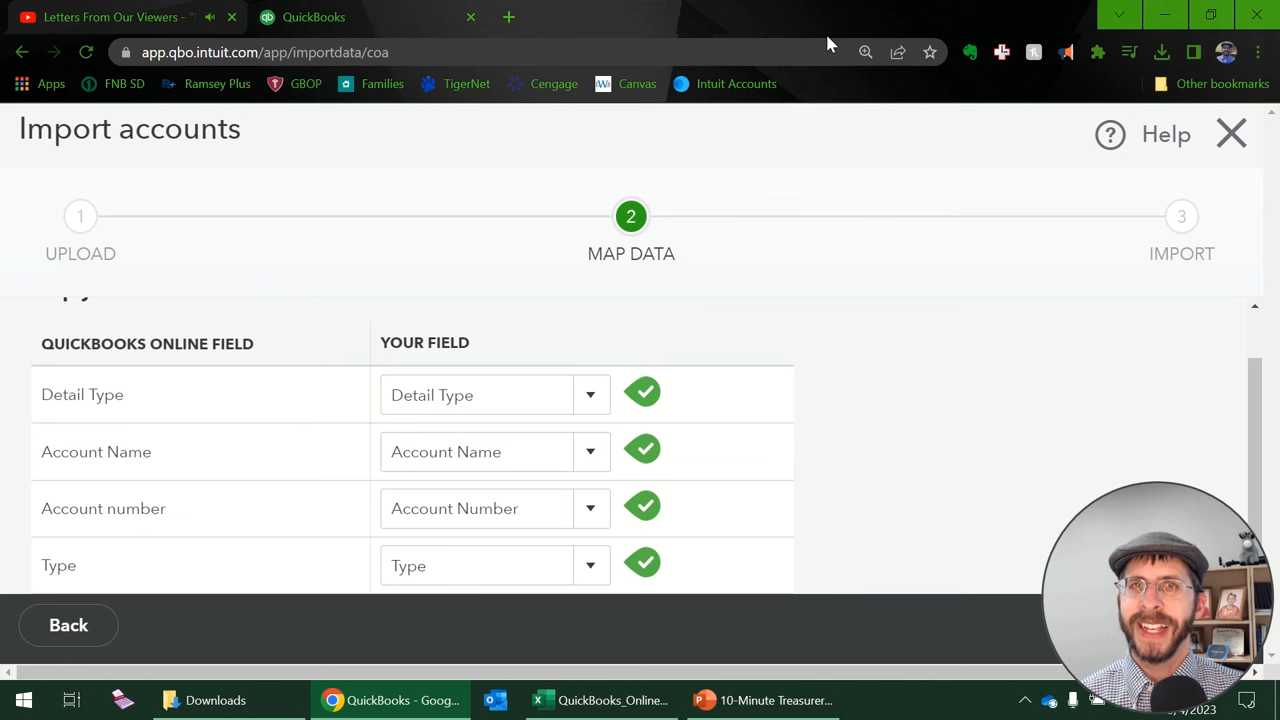 Letters From Our Viewers - "
QuickBooks
app.qbo.intuit.com/app/importdata/coa
Apps
FNB SD
Ramsey Plus
GBOP
Families
TigerNet
Cengage
Canvas
Intuit Accounts
Other bookmarks
Import accounts
? Help
1
2
3
UPLOAD
MAP DATA
IMPORT
QUICKBOOKS ONLINE FIELD
YOUR FIELD
Detail Type
Detail Type
Account Name
Account Name
Account number
Account Number
Type
Type
Back
Downloads
QuickBooks - Goog...
QuickBooks_Online...
10-Minute Treasurer...
/4/2023